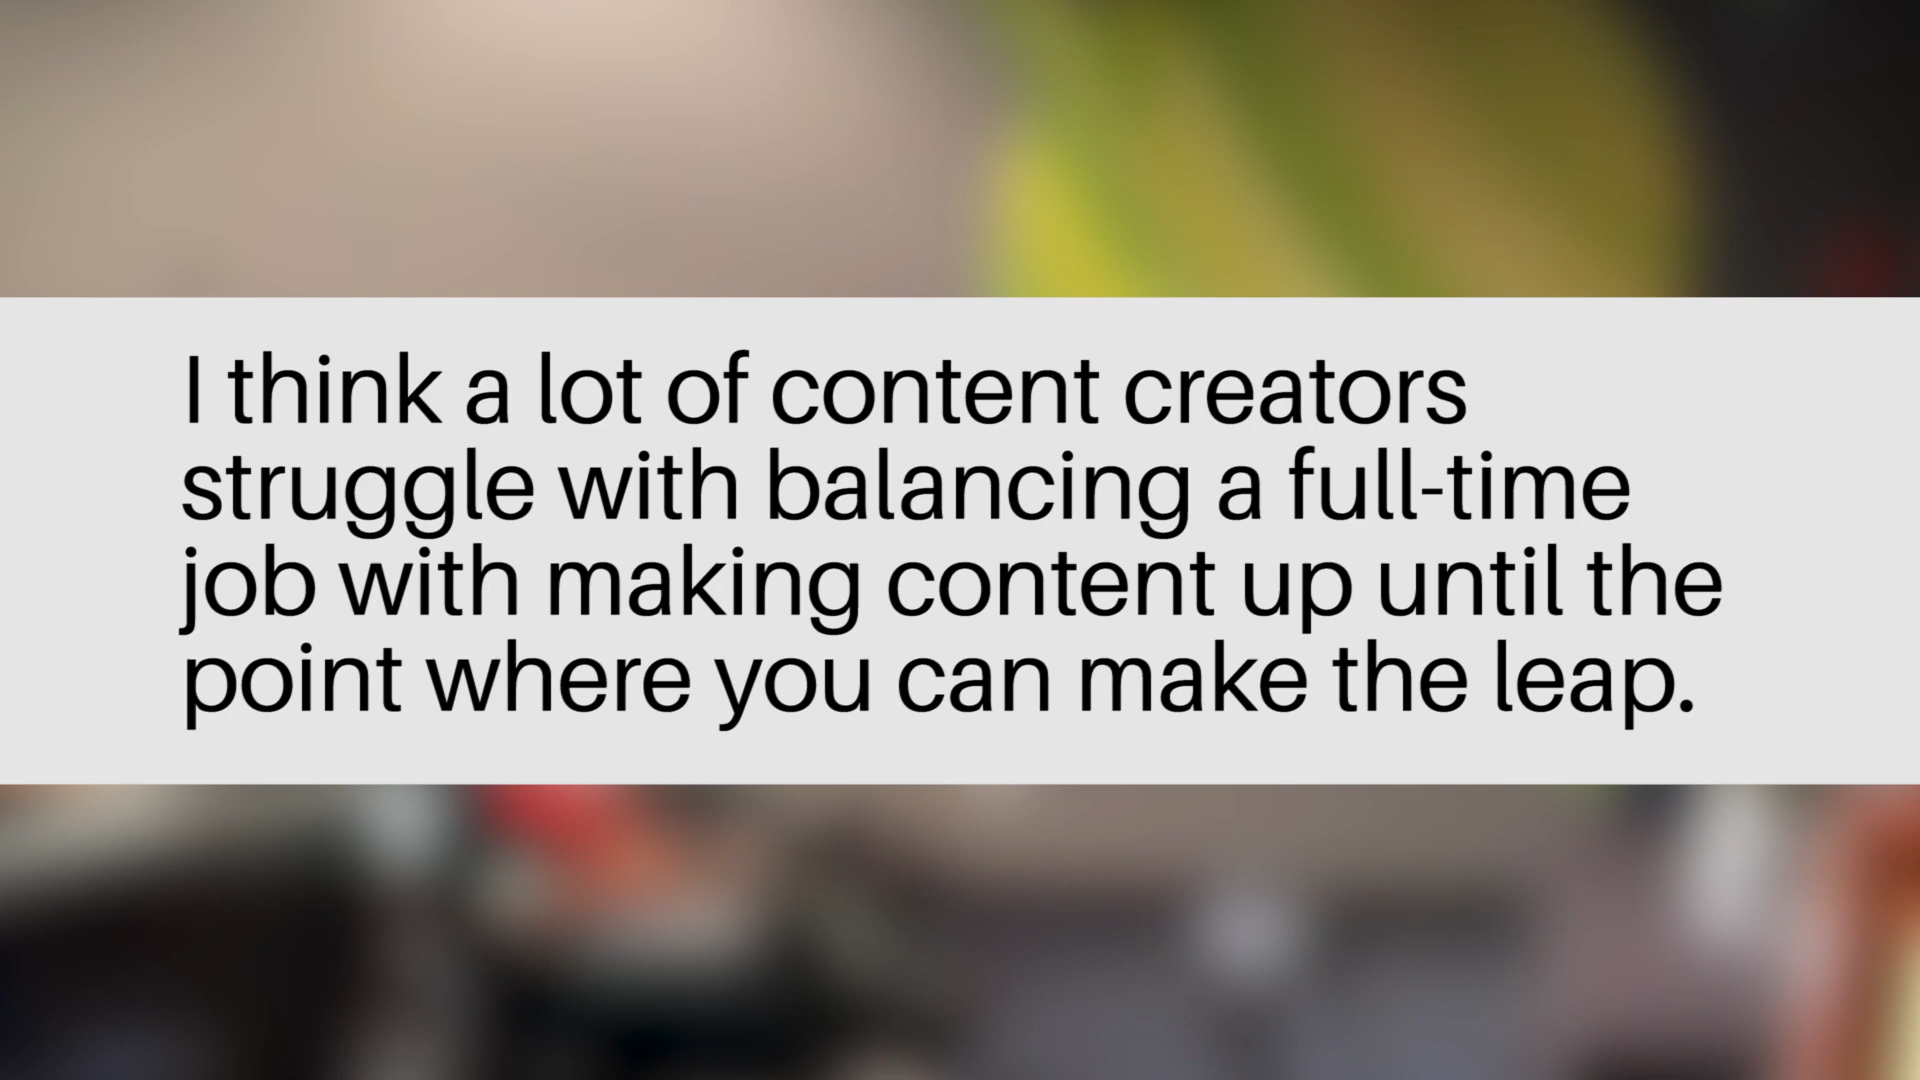 I think a lot of content creators
struggle with balancing a full-time
job with making content up until the
point where you can make the leap.